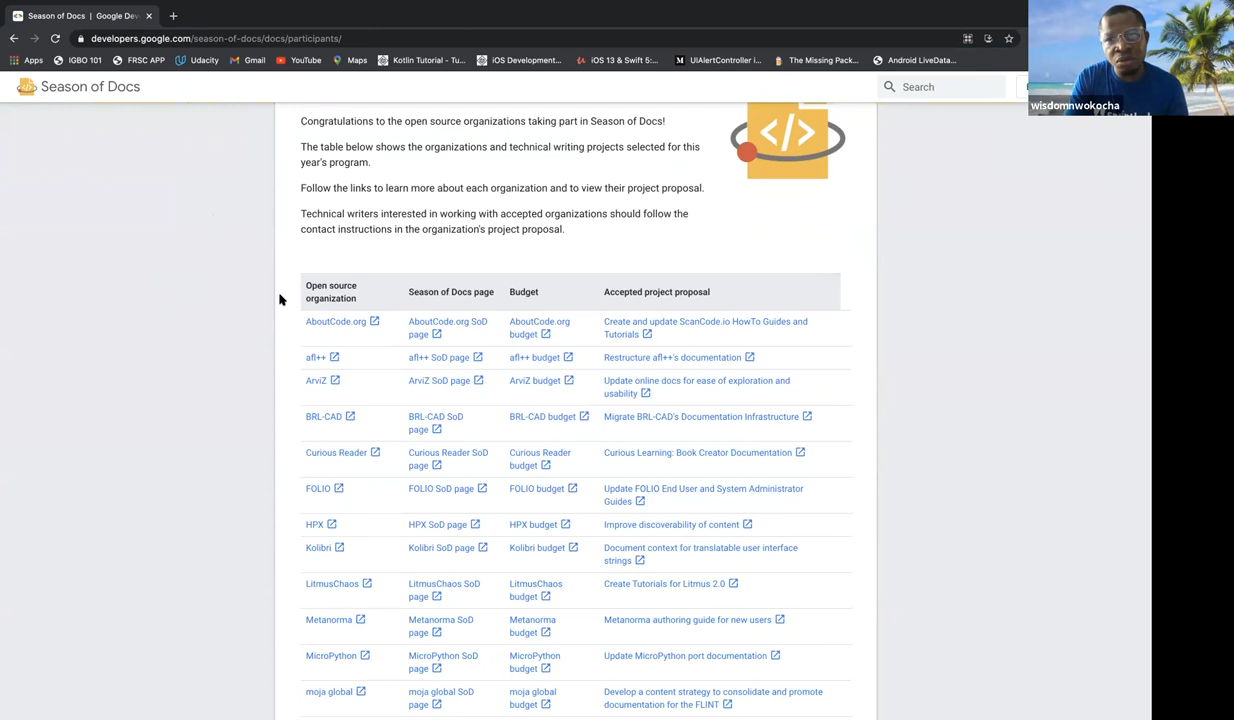 Season of Docs | Google Dev
developers.google.com/season-of-docs/docs/participants/
Apps IGBO 101 FRSC APP Udacity Gmail YouTube Maps Kotlin Tutorial - Tu... iOS Development... iOS 13 & Swift 5:... UIAlertController i... The Missing Pack... Android LiveData...
Season of Docs Search
wisdomnwokocha
Congratulations to the open source organizations taking part in Season of Docs!
The table below shows the organizations and technical writing projects selected for this
year's program.
Follow the links to learn more about each organization and to view their project proposal.
Technical writers interested in working with accepted organizations should follow the
contact instructions in the organization's project proposal.
Open source
organization
Season of Docs page
Budget
Accepted project proposal
AboutCode.org
AboutCode.org SoD
page
AboutCode.org
budget
Create and update ScanCode.io HowTo Guides and
Tutorials
afl++
afl++ SoD page
afl++ budget
Restructure afl++'s documentation
ArviZ
ArviZ SoD page
ArviZ budget
Update online docs for ease of exploration and
usability
BRL-CAD
BRL-CAD SoD
page
BRL-CAD budget
Migrate BRL-CAD's Documentation Infrastructure
Curious Reader
Curious Reader SoD
page
Curious Reader
budget
Curious Learning: Book Creator Documentation
FOLIO
FOLIO SoD page
FOLIO budget
Update FOLIO End User and System Administrator
Guides
HPX
HPX SoD page
HPX budget
Improve discoverability of content
Kolibri
Kolibri SoD page
Kolibri budget
Document context for translatable user interface
strings
LitmusChaos
LitmusChaos SoD
page
LitmusChaos
budget
Create Tutorials for Litmus 2.0
Metanorma
Metanorma SoD
page
Metanorma
budget
Metanorma authoring guide for new users
MicroPython
MicroPython SoD
page
MicroPython
budget
Update MicroPython port documentation
moja global
moja global SoD
page
moja global
budget
Develop a content strategy to consolidate and promote
documentation for the FLINT